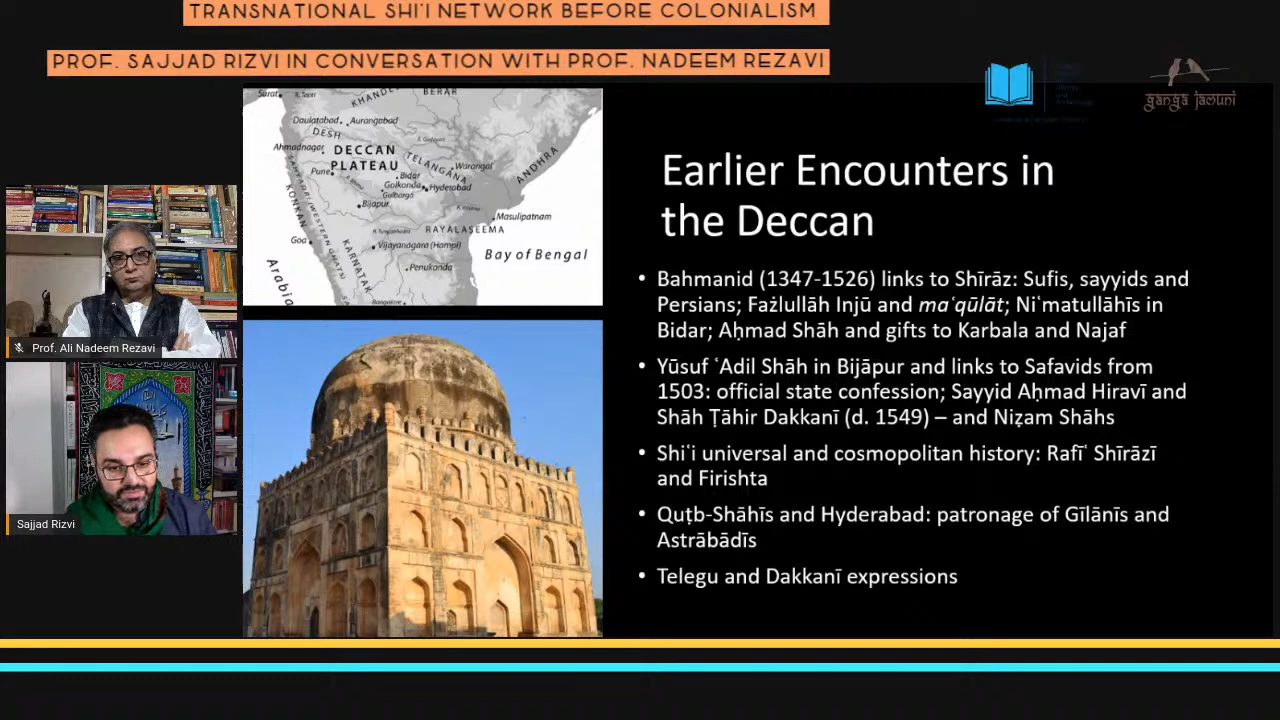 TRANSNATIONAL SHI'I NETWORK BEFORE COLONIALISM
PROF. SAJJAD RIZVI IN CONVERSATION WITH PROF. NADEEM REZAVI
ganga jamuni
Surat
R. Tapti
KHANDE
BERAR
Daulatabad
Aurangabad
DESH
R. Godavari
Ahmadnagar
DECCAN
PLATEAU
TELANGANA
ANDHRA
Pune
Bidar
Warangal
Golkonda
Hyderabad
Gulbarga
Bijapur
KONKAN
Masulipatnam
RAYALASEEMA
Goa
KARNATAK
Vijayanagara (Hampi)
Bay of Bengal
Penukonda
Arabia
Bangalore
Earlier Encounters in
the Deccan
• Bahmanid (1347-1526) links to Shīrāz: Sufis, sayyids and
Persians; Fażlullāh Injū and maʿqūlāt; Niʿmatullāhīs in
Bidar; Aḥmad Shāh and gifts to Karbala and Najaf
• Yūsuf ʿAdil Shāh in Bijāpur and links to Safavids from
1503: official state confession; Sayyid Aḥmad Hiravī and
Shāh Ṭāhir Dakkanī (d. 1549) – and Niẓam Shāhs
• Shiʿi universal and cosmopolitan history: Rafīʿ Shīrāzī
and Firishta
• Quṭb-Shāhīs and Hyderabad: patronage of Gīlānīs and
Astrābādīs
• Telegu and Dakkanī expressions
Prof. Ali Nadeem Rezavi
Sajjad Rizvi